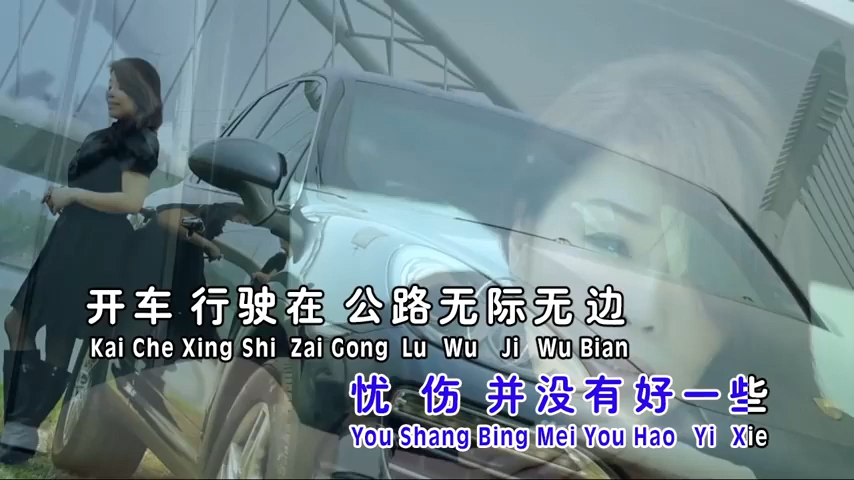 开车 行驶在 公路无际无边
Kai Che Xing Shi Zai Gong Lu Wu Ji Wu Bian
忧 伤 并没有好一些
You Shang Bing Mei You Hao Yi Xie